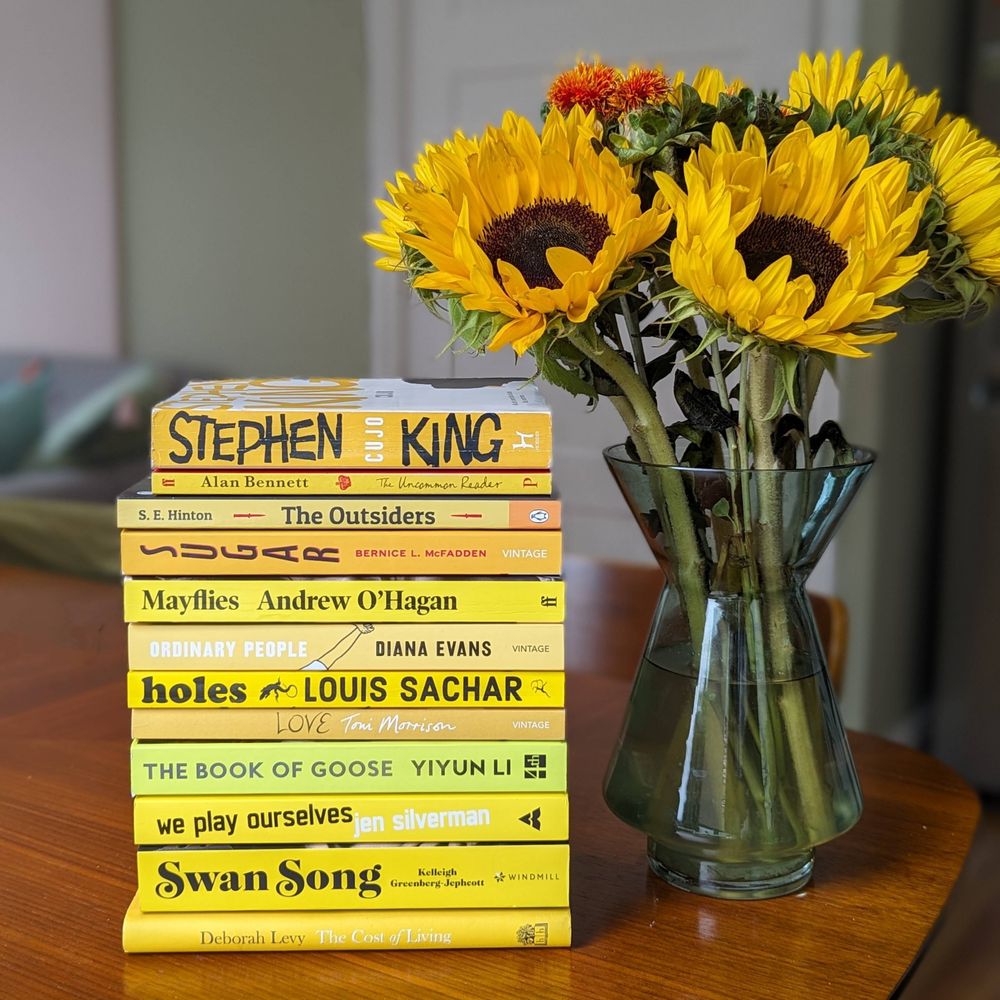 STEPHEN CUJO KING
ff Alan Bennett The Uncommon Reader P
S. E. Hinton The Outsiders
SUGAR BERNICE L. McFADDEN VINTAGE
Mayflies Andrew O'Hagan ff
ORDINARY PEOPLE DIANA EVANS VINTAGE
holes LOUIS SACHAR
LOVE Toni Morrison VINTAGE
THE BOOK OF GOOSE YIYUN LI
we play ourselves jen silverman
Swan Song Kelleigh Greenberg-Jephcott WINDMILL
Deborah Levy The Cost of Living